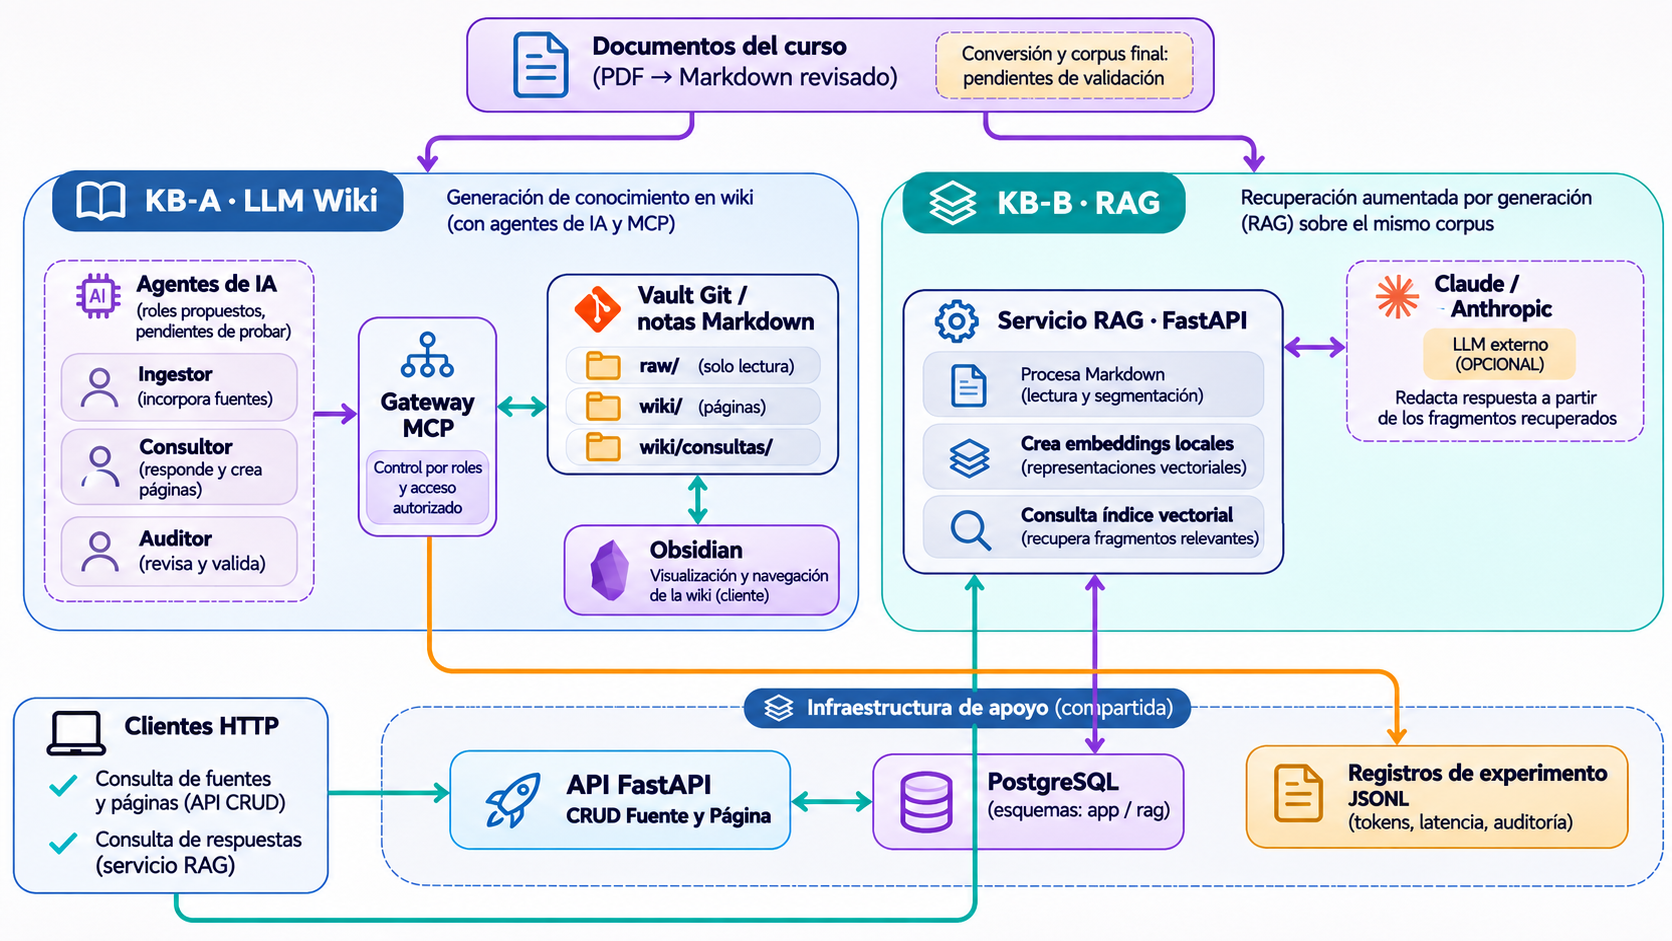 Documentos del curso
(PDF → Markdown revisado)
Conversión y corpus final:
pendientes de validación
KB-A · LLM Wiki
Generación de conocimiento en wiki
(con agentes de IA y MCP)
AI
Agentes de IA
(roles propuestos,
pendientes de probar)
Ingestor
(incorpora fuentes)
Consultor
(responde y crea
páginas)
Auditor
(revisa y valida)
Gateway
MCP
Control por roles
y acceso
autorizado
Vault Git /
notas Markdown
raw/ (solo lectura)
wiki/ (páginas)
wiki/consultas/
Obsidian
Visualización y navegación
de la wiki (cliente)
KB-B · RAG
Recuperación aumentada por generación
(RAG) sobre el mismo corpus
Servicio RAG · FastAPI
Procesa Markdown
(lectura y segmentación)
Crea embeddings locales
(representaciones vectoriales)
Consulta índice vectorial
(recupera fragmentos relevantes)
Claude /
Anthropic
LLM externo
(OPCIONAL)
Redacta respuesta a partir
de los fragmentos recuperados
Clientes HTTP
Consulta de fuentes
y páginas (API CRUD)
Consulta de respuestas
(servicio RAG)
Infraestructura de apoyo (compartida)
API FastAPI
CRUD Fuente y Página
PostgreSQL
(esquemas: app / rag)
Registros de experimento
JSONL
(tokens, latencia, auditoría)